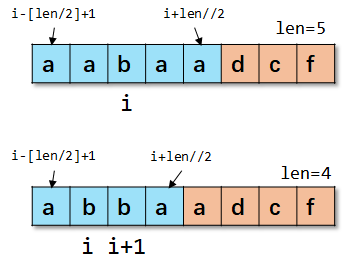 i-[len/2]+1 i+len//2
len=5
a a b a a d c f
i
i-[len/2]+1 i+len//2
len=4
a b b a a d c f
i i+1